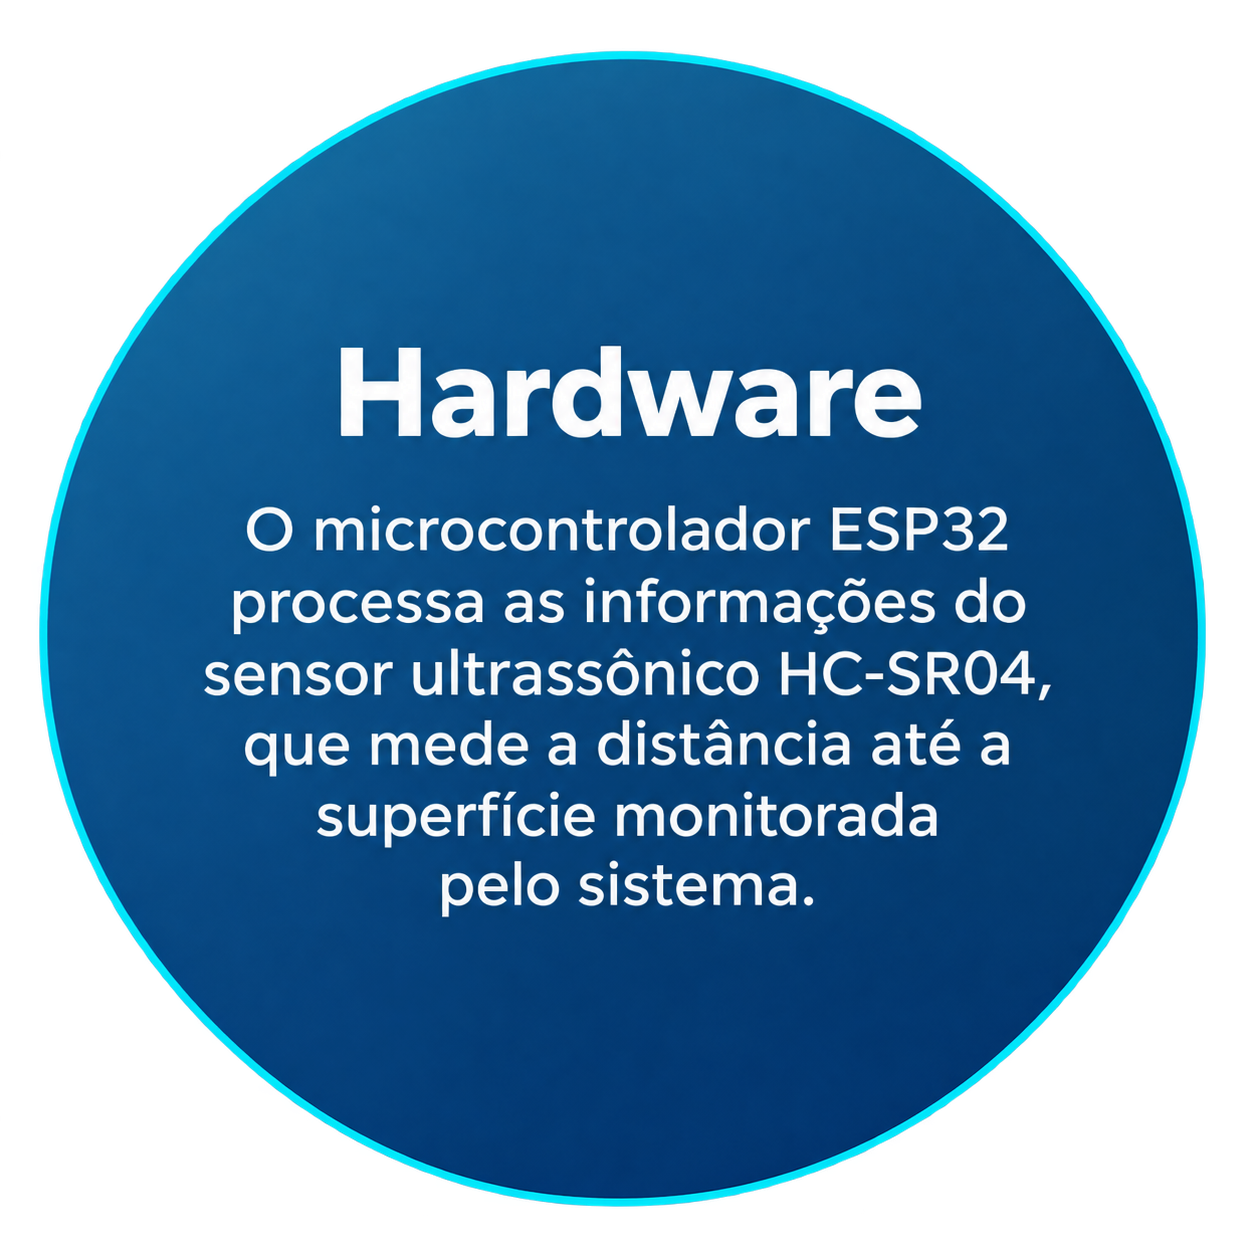 Hardware
O microcontrolador ESP32
processa as informações do
sensor ultrassônico HC-SR04,
que mede a distância até a
superfície monitorada
pelo sistema.